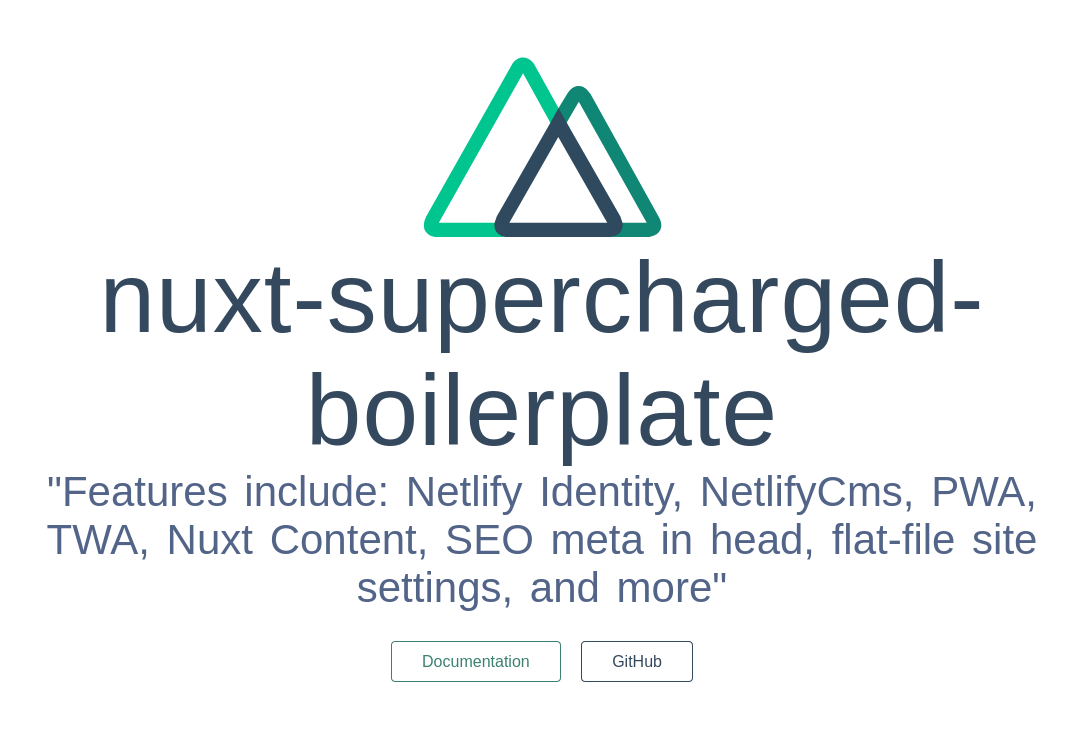 nuxt-supercharged-
boilerplate
"Features include: Netlify Identity, NetlifyCms, PWA,
TWA, Nuxt Content, SEO meta in head, flat-file site
settings, and more"
Documentation
GitHub